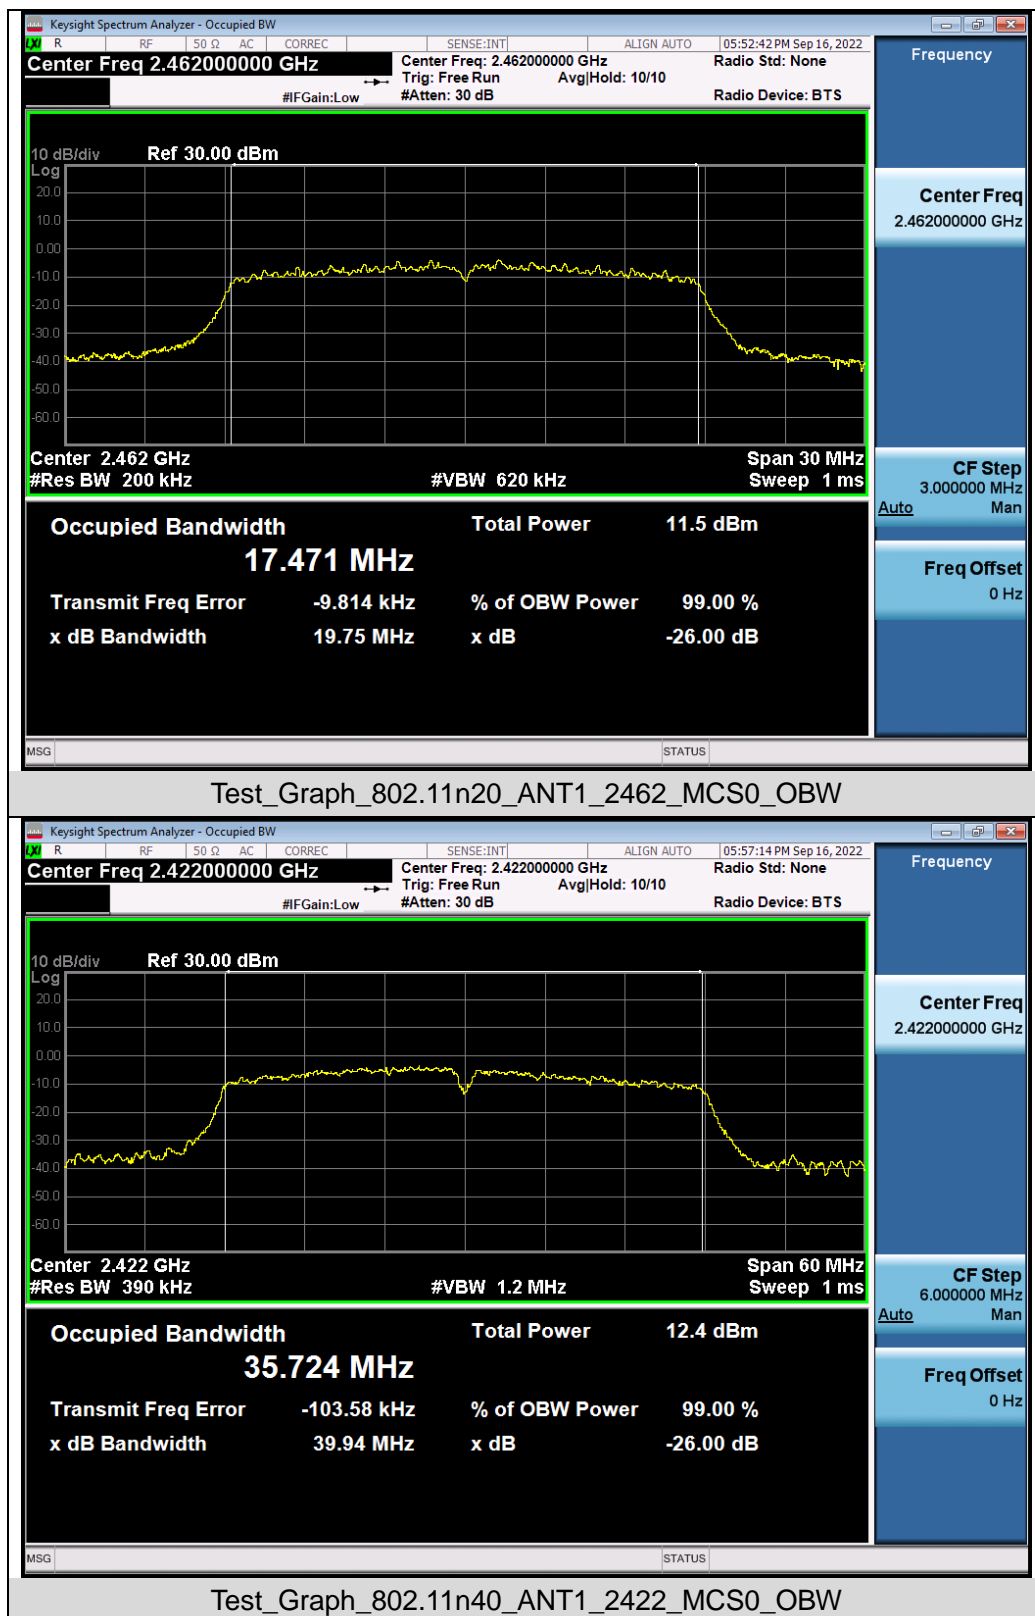 Keysight Spectrum Analyzer - Occupied BW
LXI R RF 50 Ω AC CORREC SENSE:INT ALIGN AUTO 05:52:42 PM Sep 16, 2022
Center Freq 2.462000000 GHz
Center Freq: 2.462000000 GHz
Radio Std: None
Trig: Free Run Avg|Hold: 10/10
#IFGain:Low
#Atten: 30 dB
Radio Device: BTS
Frequency
10 dB/div Ref 30.00 dBm
Log
20.0
10.0
0.00
-10.0
-20.0
-30.0
-40.0
-50.0
-60.0
Center 2.462 GHz
Span 30 MHz
#Res BW 200 kHz
#VBW 620 kHz
Sweep 1 ms
Center Freq
2.462000000 GHz
CF Step
3.000000 MHz
Auto Man
Freq Offset
0 Hz
Occupied Bandwidth
17.471 MHz
Total Power 11.5 dBm
Transmit Freq Error -9.814 kHz
% of OBW Power 99.00 %
x dB Bandwidth 19.75 MHz
x dB -26.00 dB
MSG
STATUS
Test_Graph_802.11n20_ANT1_2462_MCS0_OBW
Keysight Spectrum Analyzer - Occupied BW
LXI R RF 50 Ω AC CORREC SENSE:INT ALIGN AUTO 05:57:14 PM Sep 16, 2022
Center Freq 2.422000000 GHz
Center Freq: 2.422000000 GHz
Radio Std: None
Trig: Free Run Avg|Hold: 10/10
#IFGain:Low
#Atten: 30 dB
Radio Device: BTS
Frequency
10 dB/div Ref 30.00 dBm
Log
20.0
10.0
0.00
-10.0
-20.0
-30.0
-40.0
-50.0
-60.0
Center 2.422 GHz
Span 60 MHz
#Res BW 390 kHz
#VBW 1.2 MHz
Sweep 1 ms
Center Freq
2.422000000 GHz
CF Step
6.000000 MHz
Auto Man
Freq Offset
0 Hz
Occupied Bandwidth
35.724 MHz
Total Power 12.4 dBm
Transmit Freq Error -103.58 kHz
% of OBW Power 99.00 %
x dB Bandwidth 39.94 MHz
x dB -26.00 dB
MSG
STATUS
Test_Graph_802.11n40_ANT1_2422_MCS0_OBW